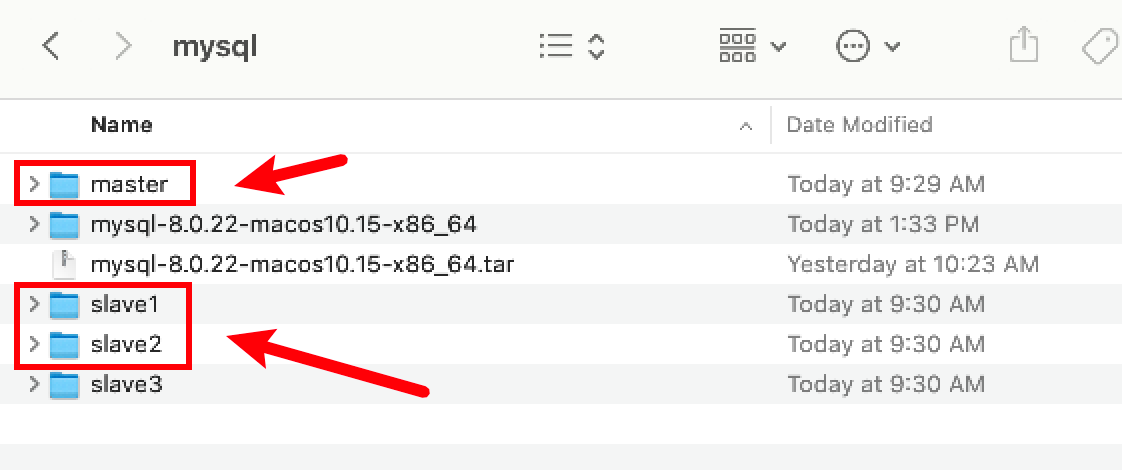 mysql
Name Date Modified
master Today at 9:29 AM
mysql-8.0.22-macos10.15-x86_64 Today at 1:33 PM
mysql-8.0.22-macos10.15-x86_64.tar Yesterday at 10:23 AM
slave1 Today at 9:30 AM
slave2 Today at 9:30 AM
slave3 Today at 9:30 AM